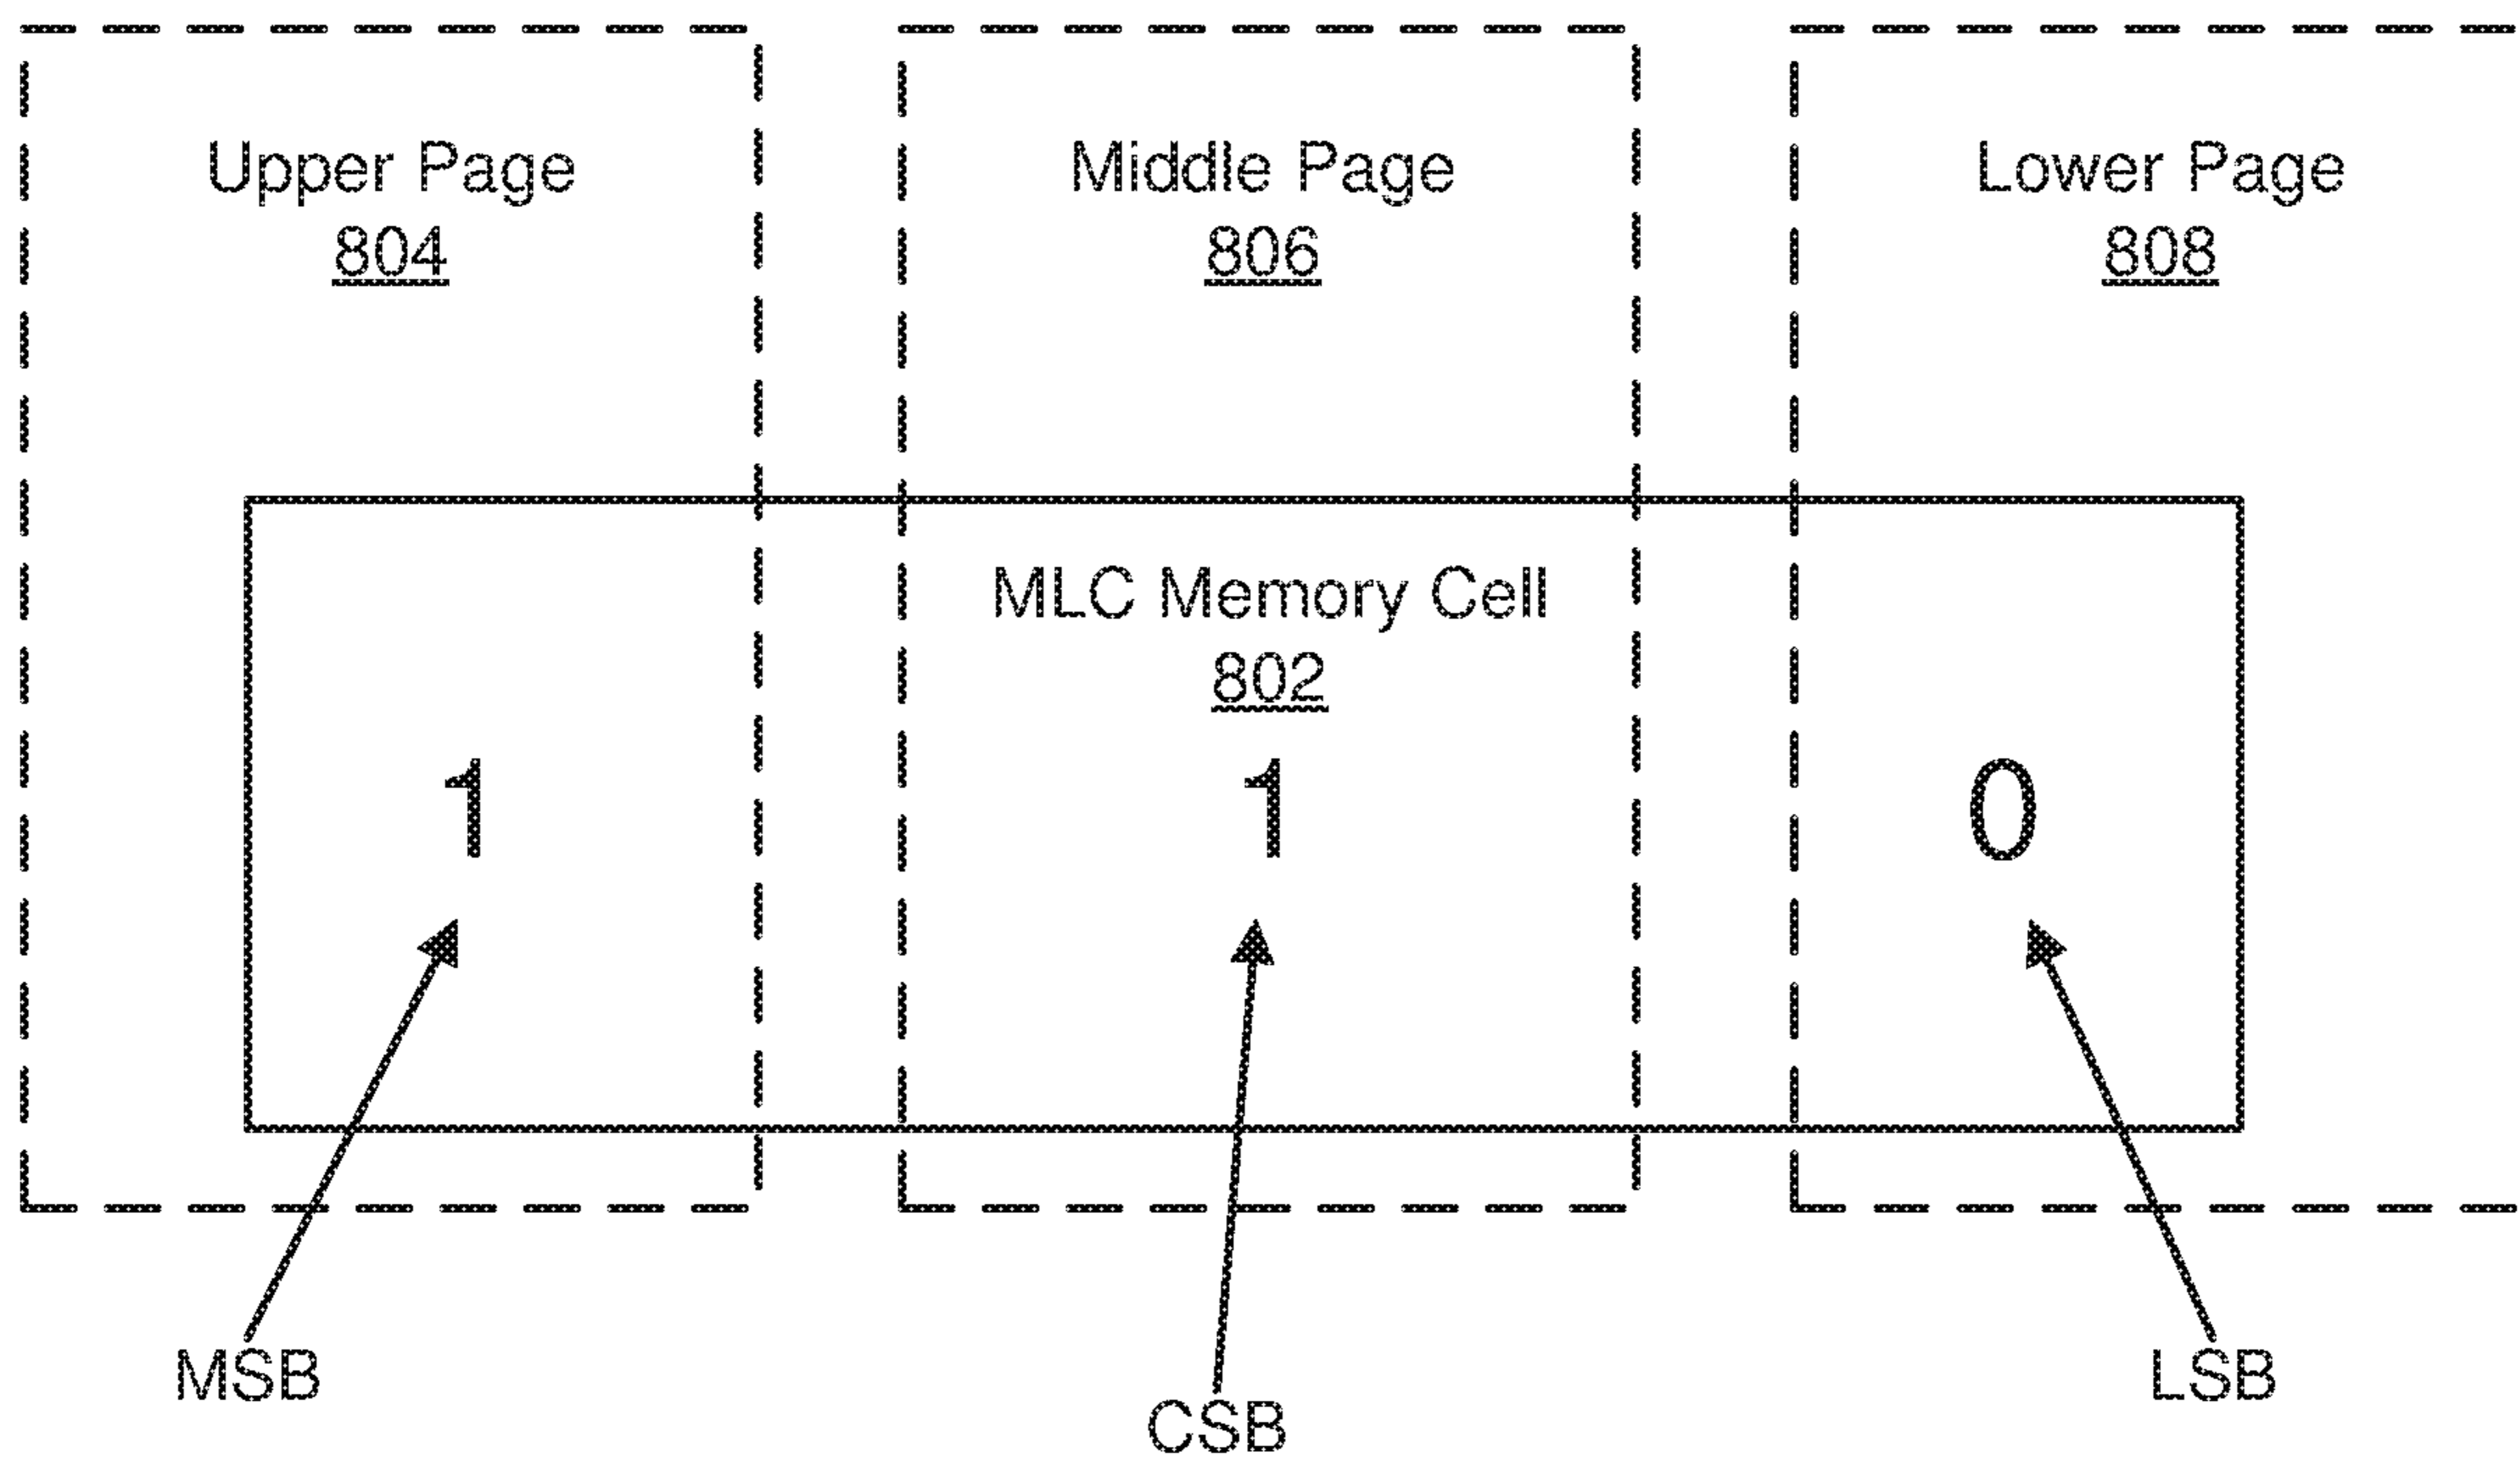 Upper Page
804
Middle Page
806
Lower Page
808
MLC Memory Cell
802
1
1
0
MSB
CSB
LSB